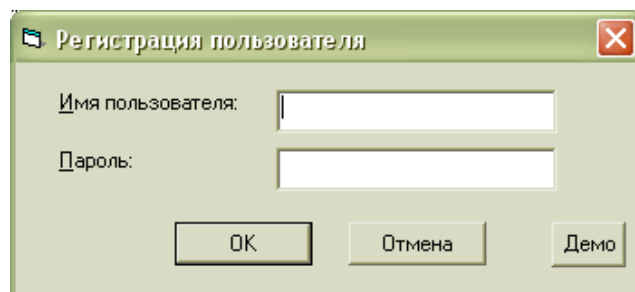 Регистрация пользователя
Имя пользователя:
Пароль:
OK Отмена Демо